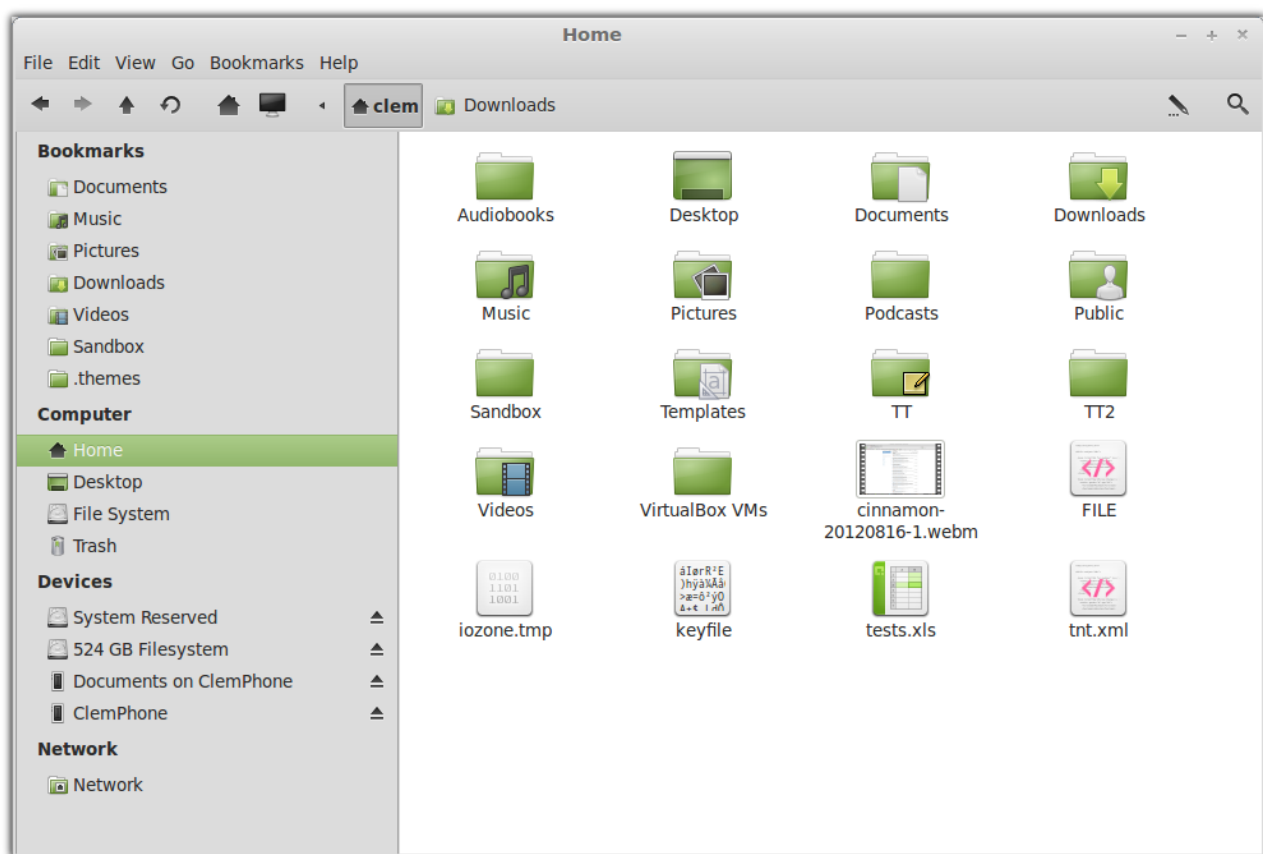 Home
File Edit View Go Bookmarks Help
clem Downloads
Bookmarks
Documents
Music
Pictures
Downloads
Videos
Sandbox
.themes
Computer
Home
Desktop
File System
Trash
Devices
System Reserved
524 GB Filesystem
Documents on ClemPhone
ClemPhone
Network
Network
Audiobooks Desktop Documents Downloads
Music Pictures Podcasts Public
Sandbox Templates TT TT2
Videos VirtualBox VMs cinnamon-
20120816-1.webm FILE
0100
1101
1001
iozone.tmp keyfile tests.xls tnt.xml